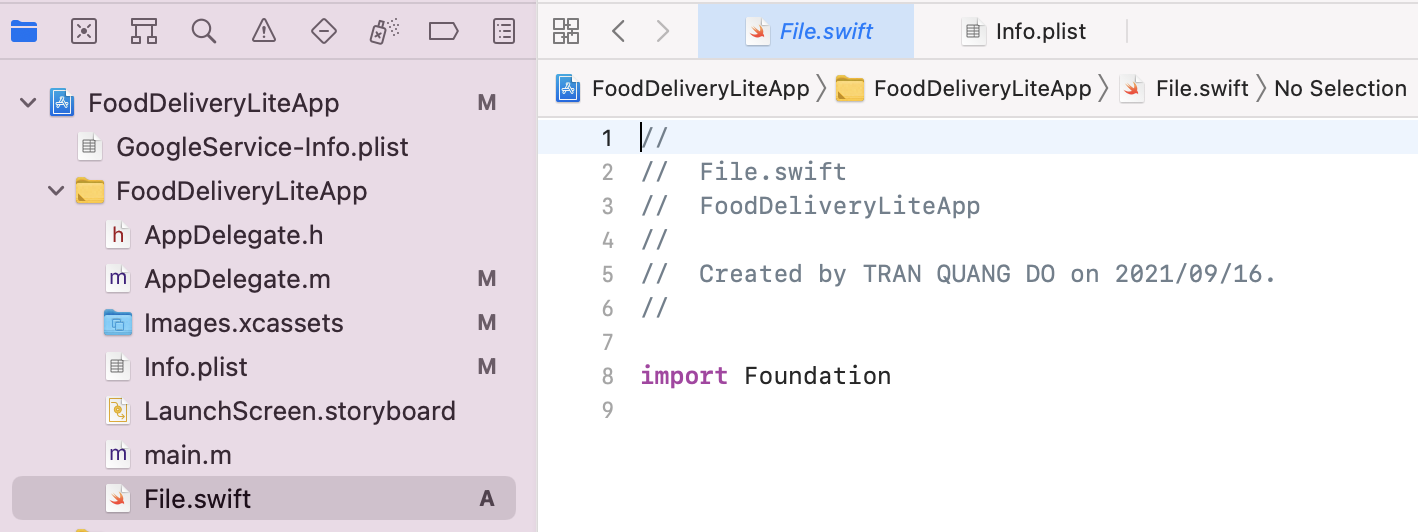 File.swift
Info.plist
FoodDeliveryLiteApp M
FoodDeliveryLiteApp
FoodDeliveryLiteApp
File.swift
No Selection
GoogleService-Info.plist
FoodDeliveryLiteApp
h AppDelegate.h
m AppDelegate.m M
Images.xcassets M
Info.plist M
LaunchScreen.storyboard
m main.m
File.swift A
1 //
2 //  File.swift
3 //  FoodDeliveryLiteApp
4 //
5 //  Created by TRAN QUANG DO on 2021/09/16.
6 //
7
8 import Foundation
9